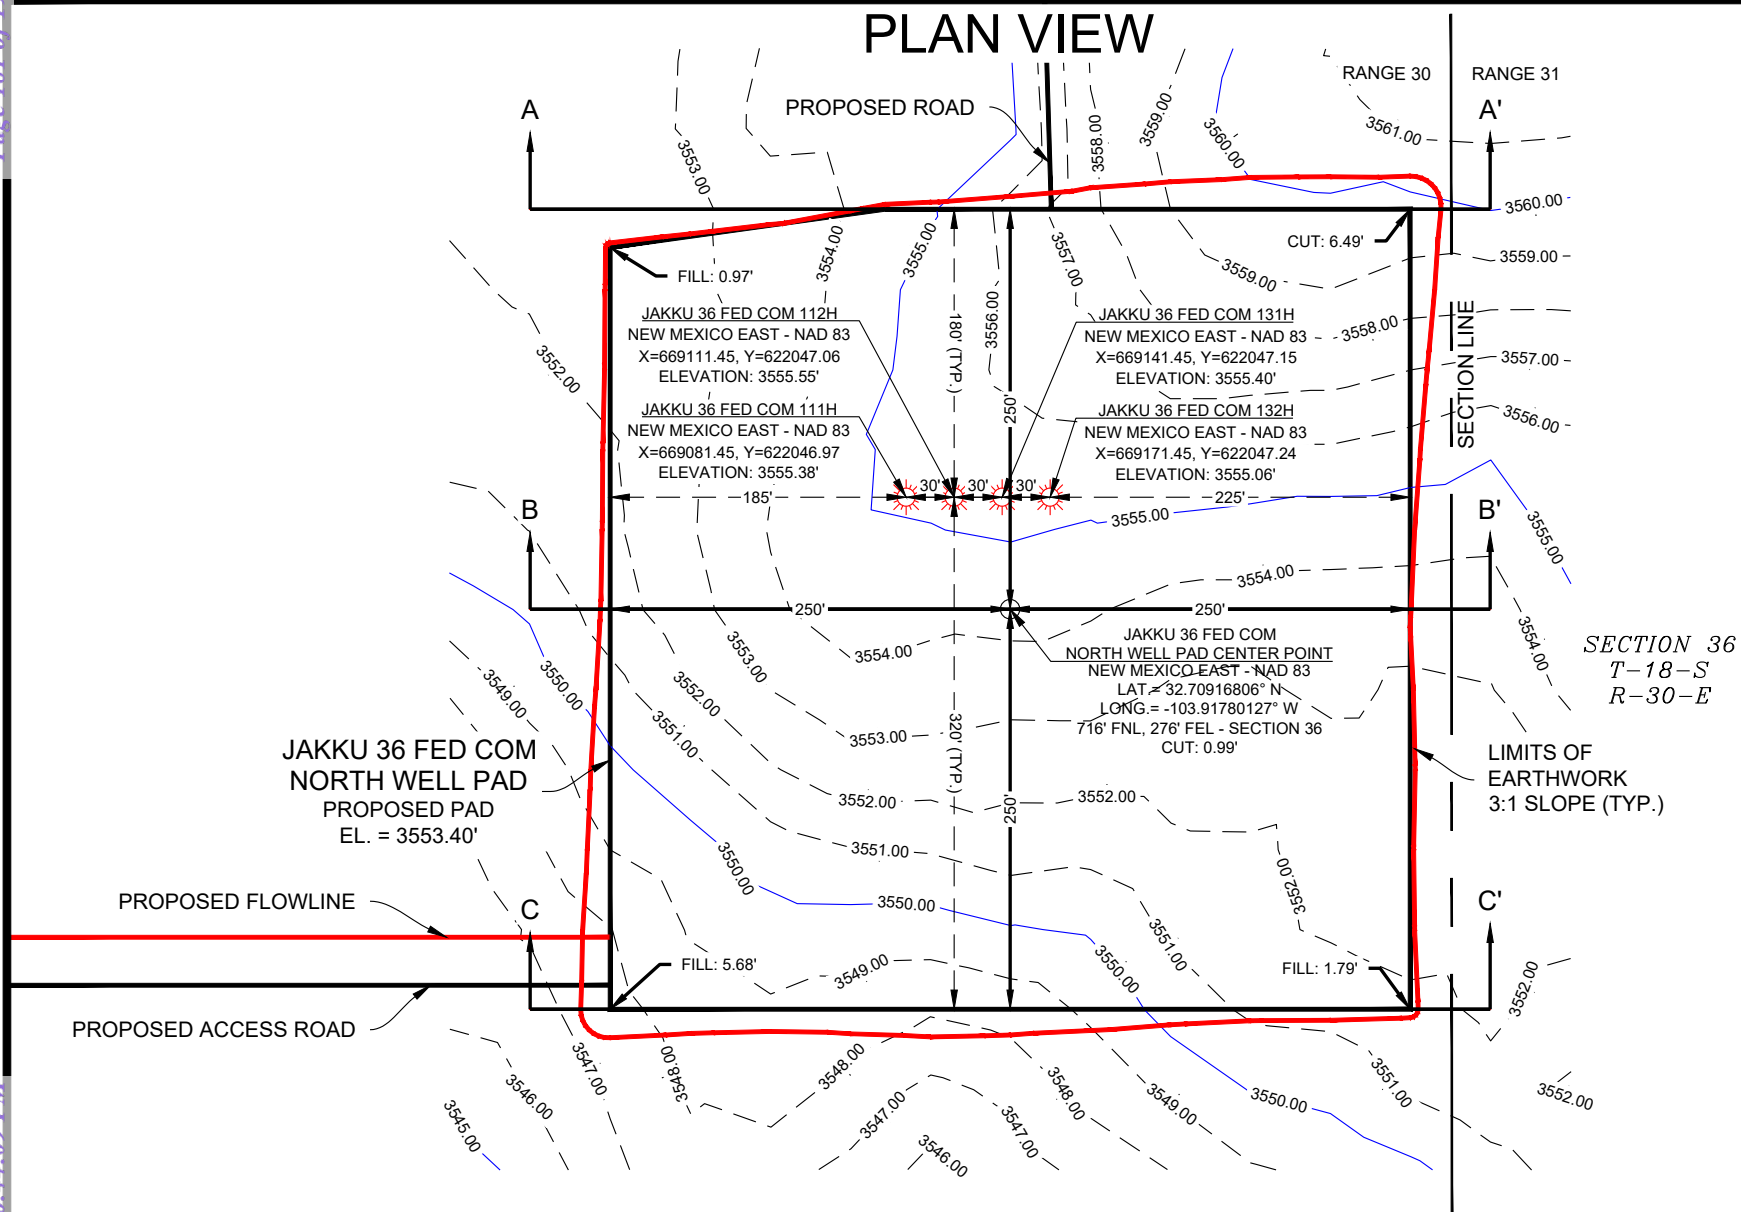 PLAN VIEW
RANGE 30
RANGE 31
A
PROPOSED ROAD
A'
3553.00
3558.00
3559.00
3560.00
3561.00
3560.00
3554.00
3555.00
3557.00
CUT: 6.49'
3559.00
3559.00
FILL: 0.97'
3556.00
180' (TYP.)
JAKKU 36 FED COM 112H
NEW MEXICO EAST - NAD 83
X=669111.45, Y=622047.06
ELEVATION: 3555.55'
JAKKU 36 FED COM 131H
NEW MEXICO EAST - NAD 83
X=669141.45, Y=622047.15
ELEVATION: 3555.40'
3558.00
3557.00
3552.00
SECTION LINE
250'
JAKKU 36 FED COM 111H
NEW MEXICO EAST - NAD 83
X=669081.45, Y=622046.97
ELEVATION: 3555.38'
JAKKU 36 FED COM 132H
NEW MEXICO EAST - NAD 83
X=669171.45, Y=622047.24
ELEVATION: 3555.06'
3556.00
185'
30'
30'
30'
225'
B
B'
3555.00
3555.00
3554.00
250'
250'
3554.00
3553.00
3554.00
JAKKU 36 FED COM
NORTH WELL PAD CENTER POINT
NEW MEXICO EAST - NAD 83
LAT.= 32.70916806° N
LONG.= -103.91780127° W
716' FNL, 276' FEL - SECTION 36
CUT: 0.99'
SECTION 36
T-18-S
R-30-E
3550.00
3549.00
3552.00
3551.00
3553.00
320' (TYP.)
JAKKU 36 FED COM
NORTH WELL PAD
PROPOSED PAD
EL. = 3553.40'
LIMITS OF
EARTHWORK
3:1 SLOPE (TYP.)
3552.00
3552.00
250'
3551.00
3550.00
3552.00
PROPOSED FLOWLINE
C
3550.00
C'
3551.00
3550.00
FILL: 5.68'
3549.00
FILL: 1.79'
3552.00
PROPOSED ACCESS ROAD
3547.00
3548.00
3548.00
3548.00
3549.00
3550.00
3551.00
3552.00
3546.00
3545.00
3547.00
3547.00
3546.00